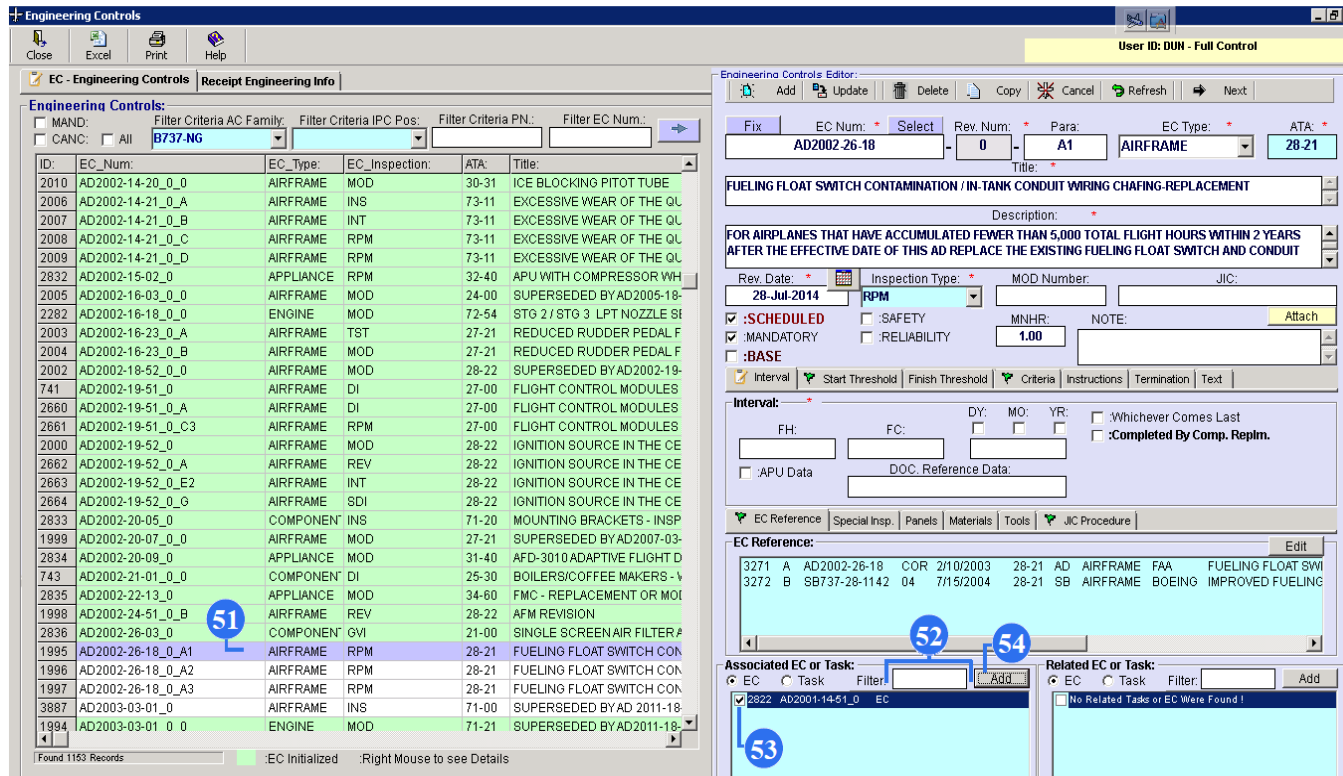 Engineering Controls
Close Excel Print Help
User ID: DUN - Full Control
EC - Engineering Controls Receipt Engineering Info
Engineering Controls:
MAND: Filter Criteria AC Family: Filter Criteria IPC Pos: Filter Criteria PN.: Filter EC Num.:
CANC: All B737-NG
ID: EC_Num: EC_Type: EC_Inspection: ATA: Title:
2010 AD2002-14-20_0_0 AIRFRAME MOD 30-31 ICE BLOCKING PITOT TUBE
2006 AD2002-14-21_0_A AIRFRAME INS 73-11 EXCESSIVE WEAR OF THE QU
2007 AD2002-14-21_0_B AIRFRAME INT 73-11 EXCESSIVE WEAR OF THE QU
2008 AD2002-14-21_0_C AIRFRAME RPM 73-11 EXCESSIVE WEAR OF THE QU
2009 AD2002-14-21_0_D AIRFRAME RPM 73-11 EXCESSIVE WEAR OF THE QU
2832 AD2002-15-02_0 APPLIANCE RPM 32-40 APU WITH COMPRESSOR WH
2005 AD2002-16-03_0_0 AIRFRAME MOD 24-00 SUPERSEDED BY AD2005-18-
2282 AD2002-16-18_0_0 ENGINE MOD 72-54 STG 2 / STG 3 LPT NOZZLE SE
2003 AD2002-16-23_0_A AIRFRAME TST 27-21 REDUCED RUDDER PEDAL F
2004 AD2002-16-23_0_B AIRFRAME MOD 27-21 REDUCED RUDDER PEDAL F
2002 AD2002-18-52_0_0 AIRFRAME MOD 28-22 SUPERSEDED BY AD2002-19-
741 AD2002-19-51_0 AIRFRAME DI 27-00 FLIGHT CONTROL MODULES
2660 AD2002-19-51_0_A AIRFRAME DI 27-00 FLIGHT CONTROL MODULES
2661 AD2002-19-51_0_C3 AIRFRAME RPM 27-00 FLIGHT CONTROL MODULES
2000 AD2002-19-52_0 AIRFRAME MOD 28-22 IGNITION SOURCE IN THE CE
2662 AD2002-19-52_0_A AIRFRAME REV 28-22 IGNITION SOURCE IN THE CE
2663 AD2002-19-52_0_E2 AIRFRAME INT 28-22 IGNITION SOURCE IN THE CE
2664 AD2002-19-52_0_G AIRFRAME SDI 28-22 IGNITION SOURCE IN THE CE
2833 AD2002-20-05_0 COMPONENT INS 71-20 MOUNTING BRACKETS - INSP
1999 AD2002-20-07_0_0 AIRFRAME MOD 27-21 SUPERSEDED BY AD2007-03-
2834 AD2002-20-09_0 APPLIANCE MOD 31-40 AFD-3010 ADAPTIVE FLIGHT D
743 AD2002-21-01_0_0 COMPONENT DI 25-30 BOILERS/COFFEE MAKERS - W
2835 AD2002-22-13_0 APPLIANCE MOD 34-60 FMC - REPLACEMENT OR MOD
1998 AD2002-24-51_0_B AIRFRAME REV 28-22 AFM REVISION
2836 AD2002-26-03_0 COMPONENT GVI 21-00 SINGLE SCREEN AIR FILTER A
1995 AD2002-26-18_0_A1 AIRFRAME RPM 28-21 FUELING FLOAT SWITCH CON
1996 AD2002-26-18_0_A2 AIRFRAME RPM 28-21 FUELING FLOAT SWITCH CON
1997 AD2002-26-18_0_A3 AIRFRAME RPM 28-21 FUELING FLOAT SWITCH CON
3887 AD2003-03-01_0 AIRFRAME INS 71-00 SUPERSEDED BY AD 2011-18-
1994 AD2003-03-01_0_0 ENGINE MOD 71-21 SUPERSEDED BY AD2011-18-
51
Found 1153 Records :EC Initialized :Right Mouse to see Details
Engineering Controls Editor:
Add Update Delete Copy Cancel Refresh Next
Fix EC Num: * Select Rev. Num: * Para: EC Type: * ATA: *
AD2002-26-18 - 0 - A1 AIRFRAME 28-21
Title: *
FUELING FLOAT SWITCH CONTAMINATION / IN-TANK CONDUIT WIRING CHAFING-REPLACEMENT
Description: *
FOR AIRPLANES THAT HAVE ACCUMULATED FEWER THAN 5,000 TOTAL FLIGHT HOURS WITHIN 2 YEARS
AFTER THE EFFECTIVE DATE OF THIS AD REPLACE THE EXISTING FUELING FLOAT SWITCH AND CONDUIT
Rev. Date: * Inspection Type: * MOD Number: JIC:
28-Jul-2014 RPM
:SCHEDULED :SAFETY MNHR: NOTE: Attach
:MANDATORY :RELIABILITY 1.00
:BASE
Interval Start Threshold Finish Threshold Criteria Instructions Termination Text
Interval: *
DY: MO: YR: :Whichever Comes Last
FH: FC: :Completed By Comp. Replm.
:APU Data DOC. Reference Data:
EC Reference Special Insp. Panels Materials Tools JIC Procedure
EC Reference: Edit
3271 A AD2002-26-18 COR 2/10/2003 28-21 AD AIRFRAME FAA FUELING FLOAT SWI
3272 B SB737-28-1142 04 7/15/2004 28-21 SB AIRFRAME BOEING IMPROVED FUELING
52 54
Associated EC or Task: Related EC or Task:
EC Task Filter: Add EC Task Filter: Add
2822 AD2001-14-51_0 EC No Related Tasks or EC Were Found !
53